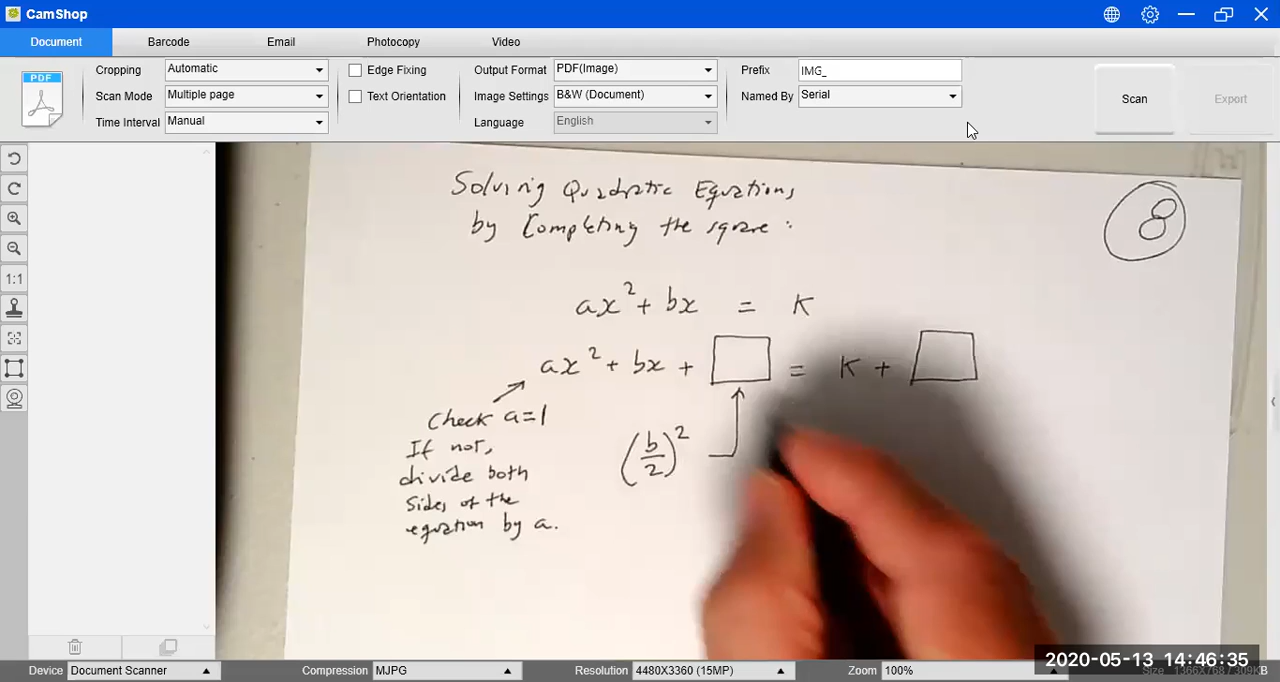 CamShop
Document Barcode Email Photocopy Video
PDF
Cropping Automatic
Scan Mode Multiple page
Time Interval Manual
Edge Fixing
Text Orientation
Output Format PDF(Image)
Image Settings B&W (Document)
Language English
Prefix IMG_
Named By Serial
Scan
Export
1:1
Solving Quadratic Equations
by Completing the square :
8
ax² + bx = K
ax² + bx + □ = K + □
Check a=1
If not,
divide both
sides of the
equation by a.
(b/2)²
Device Document Scanner Compression MJPG Resolution 4480X3360 (15MP) Zoom 100%
2020-05-13 14:46:35